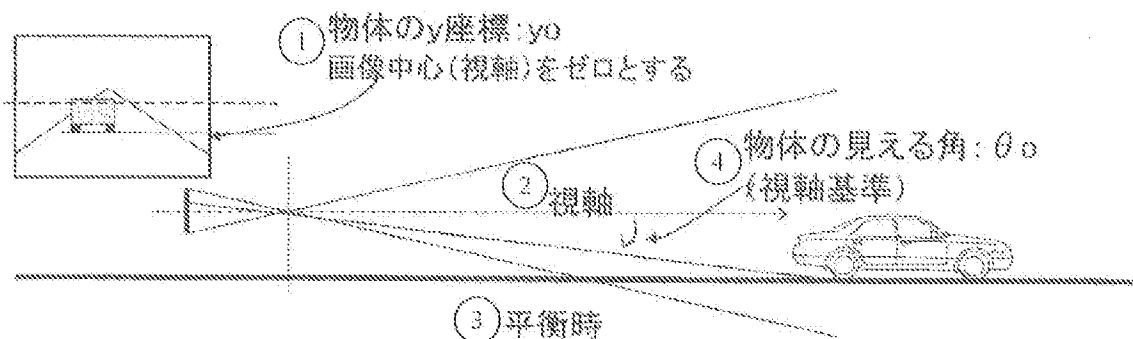 ① 物体のy座標:yo
画像中心(視軸)をゼロとする
② 視軸
④ 物体の見える角:θo
(視軸基準)
③ 平衡時